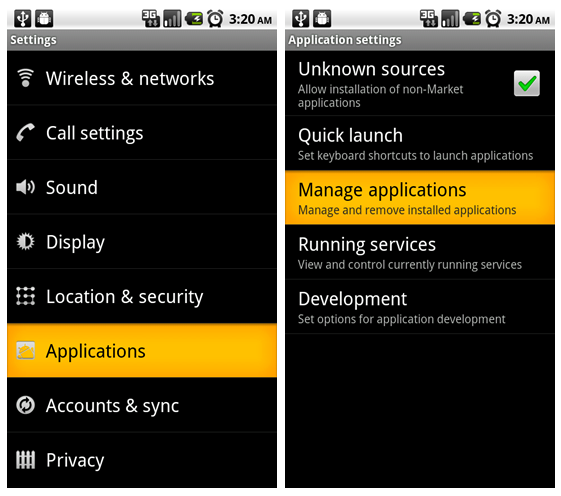 3G 3:20 AM
Settings
Wireless & networks
Call settings
Sound
Display
Location & security
Applications
Accounts & sync
Privacy
3G 3:20 AM
Application settings
Unknown sources
Allow installation of non-Market
applications
Quick launch
Set keyboard shortcuts to launch applications
Manage applications
Manage and remove installed applications
Running services
View and control currently running services
Development
Set options for application development